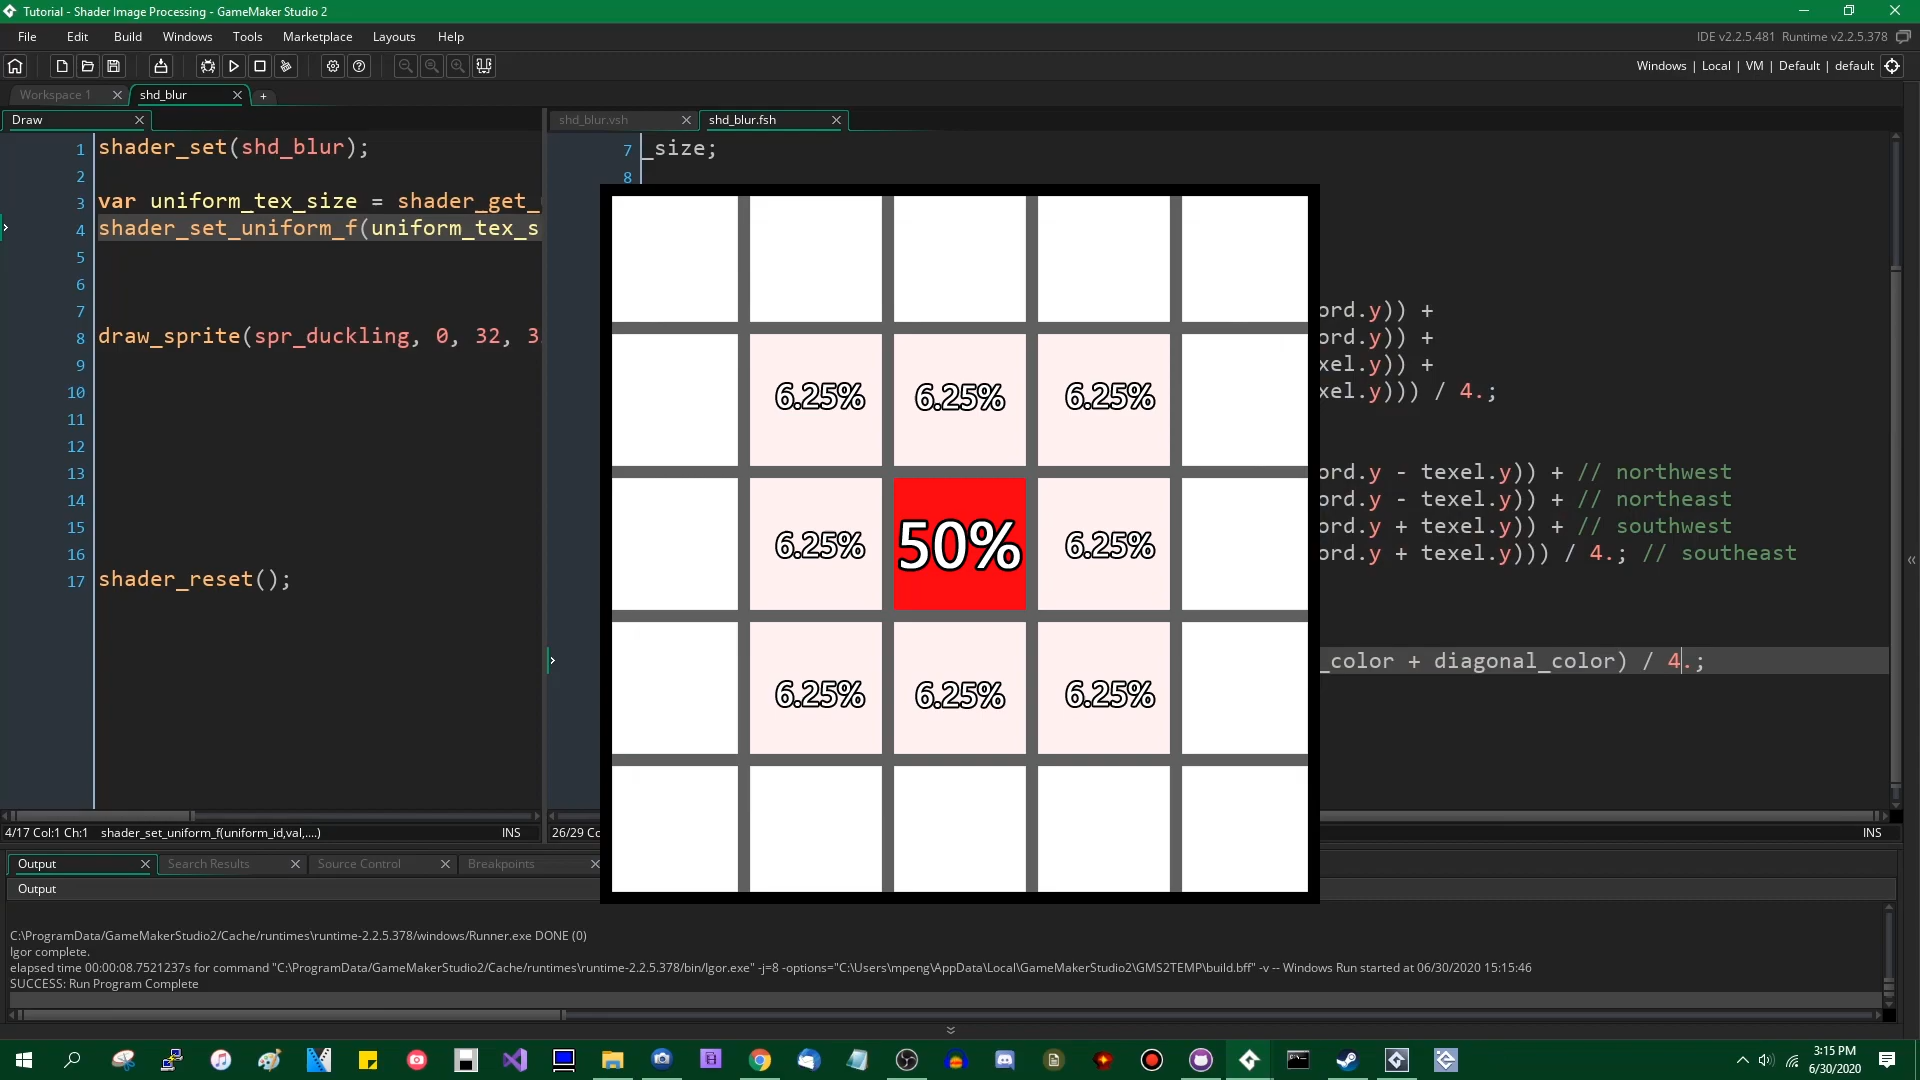 Tutorial - Shader Image Processing - GameMaker Studio 2
File Edit Build Windows Tools Marketplace Layouts Help
IDE v2.2.5.481 Runtime v2.2.5.378
Windows | Local | VM | Default | default
Workspace 1 shd_blur
Draw
1 shader_set(shd_blur);
2
3 var uniform_tex_size = shader_get_
4 shader_set_uniform_f(uniform_tex_s
5
6
7
8 draw_sprite(spr_duckling, 0, 32, 3
9
10
11
12
13
14
15
16
17 shader_reset();
4/17 Col:1 Ch:1 shader_set_uniform_f(uniform_id,val,....) INS
shd_blur.vsh shd_blur.fsh
7 _size;
8
ord.y)) +
ord.y)) +
xel.y)) +
xel.y))) / 4.;
ord.y - texel.y)) + // northwest
ord.y - texel.y)) + // northeast
ord.y + texel.y)) + // southwest
ord.y + texel.y))) / 4.; // southeast
_color + diagonal_color) / 4.;
26/29 Co INS
6.25% 6.25% 6.25%
6.25% 50% 6.25%
6.25% 6.25% 6.25%
Output Search Results Source Control Breakpoints
Output
C:\ProgramData/GameMakerStudio2/Cache/runtimes\runtime-2.2.5.378/windows/Runner.exe DONE (0)
Igor complete.
elapsed time 00:00:08.7521237s for command "C:\ProgramData/GameMakerStudio2/Cache/runtimes\runtime-2.2.5.378/bin/Igor.exe" -j=8 -options="C:\Users\mpeng\AppData\Local\GameMakerStudio2\GMS2TEMP\build.bff" -v -- Windows Run started at 06/30/2020 15:15:46
SUCCESS: Run Program Complete
3:15 PM
6/30/2020